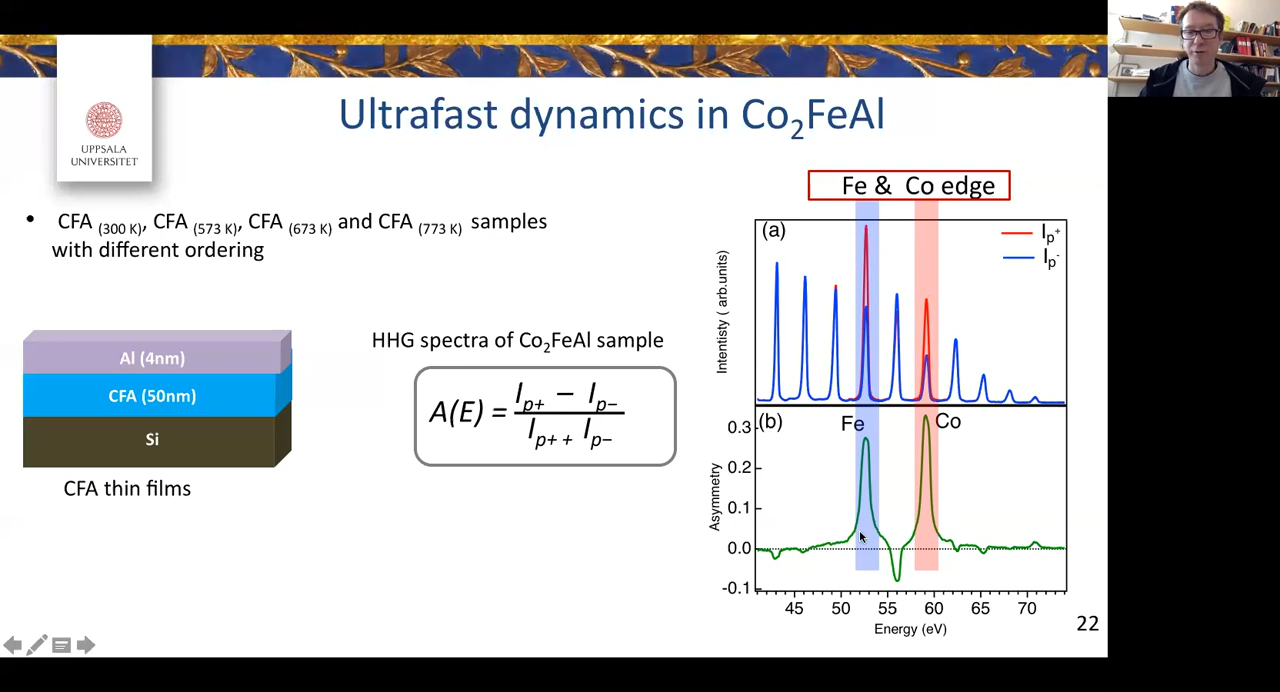 UPPSALA
UNIVERSITET
Ultrafast dynamics in Co₂FeAl
• CFA (300 K), CFA (573 K), CFA (673 K) and CFA (773 K) samples
with different ordering
Al (4nm)
CFA (50nm)
Si
CFA thin films
HHG spectra of Co₂FeAl sample
A(E) = (Ip+ − Ip−) / (Ip+ + Ip−)
Fe & Co edge
(a)
Ip+
Ip-
Intentisty ( arb.units)
(b)
Fe
Co
0.3
0.2
0.1
0.0
-0.1
Asymmetry
45 50 55 60 65 70
Energy (eV)
22